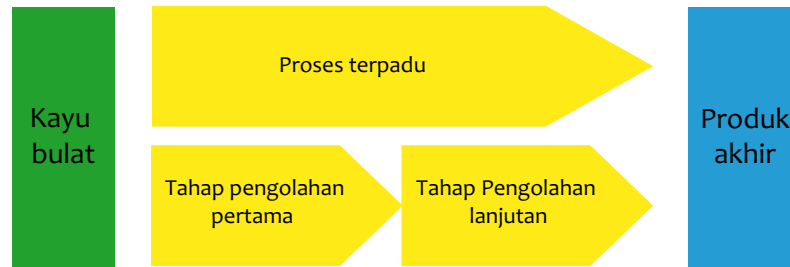 Kayu
bulat
Proses terpadu
Tahap pengolahan
pertama
Tahap Pengolahan
lanjutan
Produk
akhir